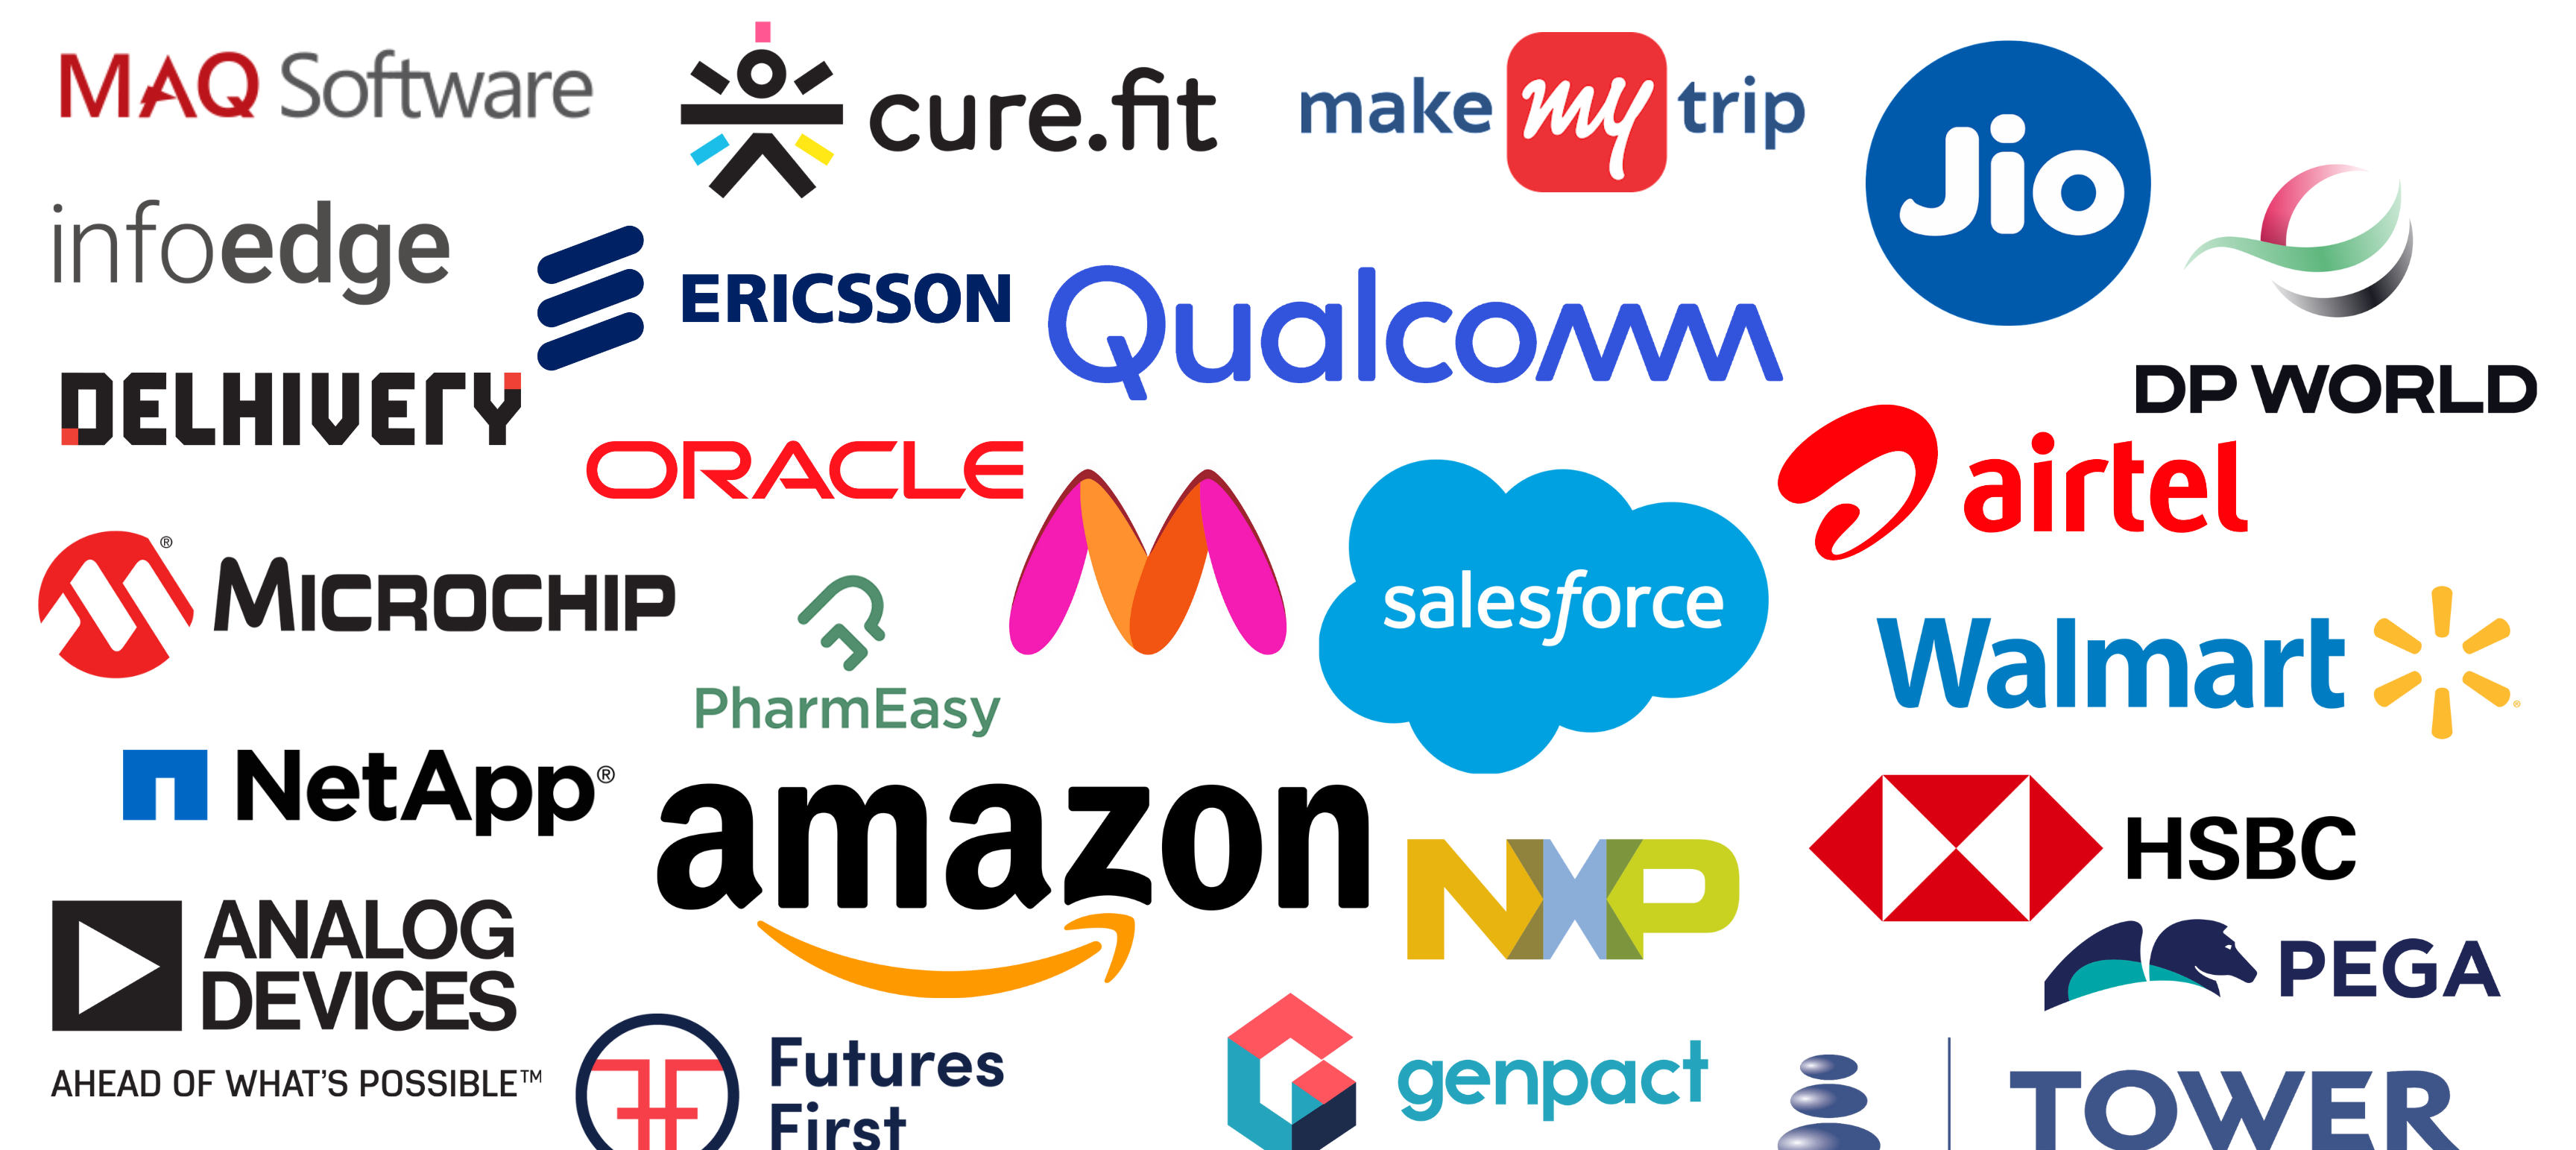 MAQ Software
cure.fit
make my trip
Jio
infoedge
ERICSSON
Qualcomm
DP WORLD
DELHIVERY
ORACLE
airtel
salesforce
MICROCHIP®
PharmEasy
Walmart
NetApp®
amazon
NXP
HSBC
ANALOG
DEVICES
AHEAD OF WHAT'S POSSIBLE™
PEGA
Futures
First
genpact
TOWER